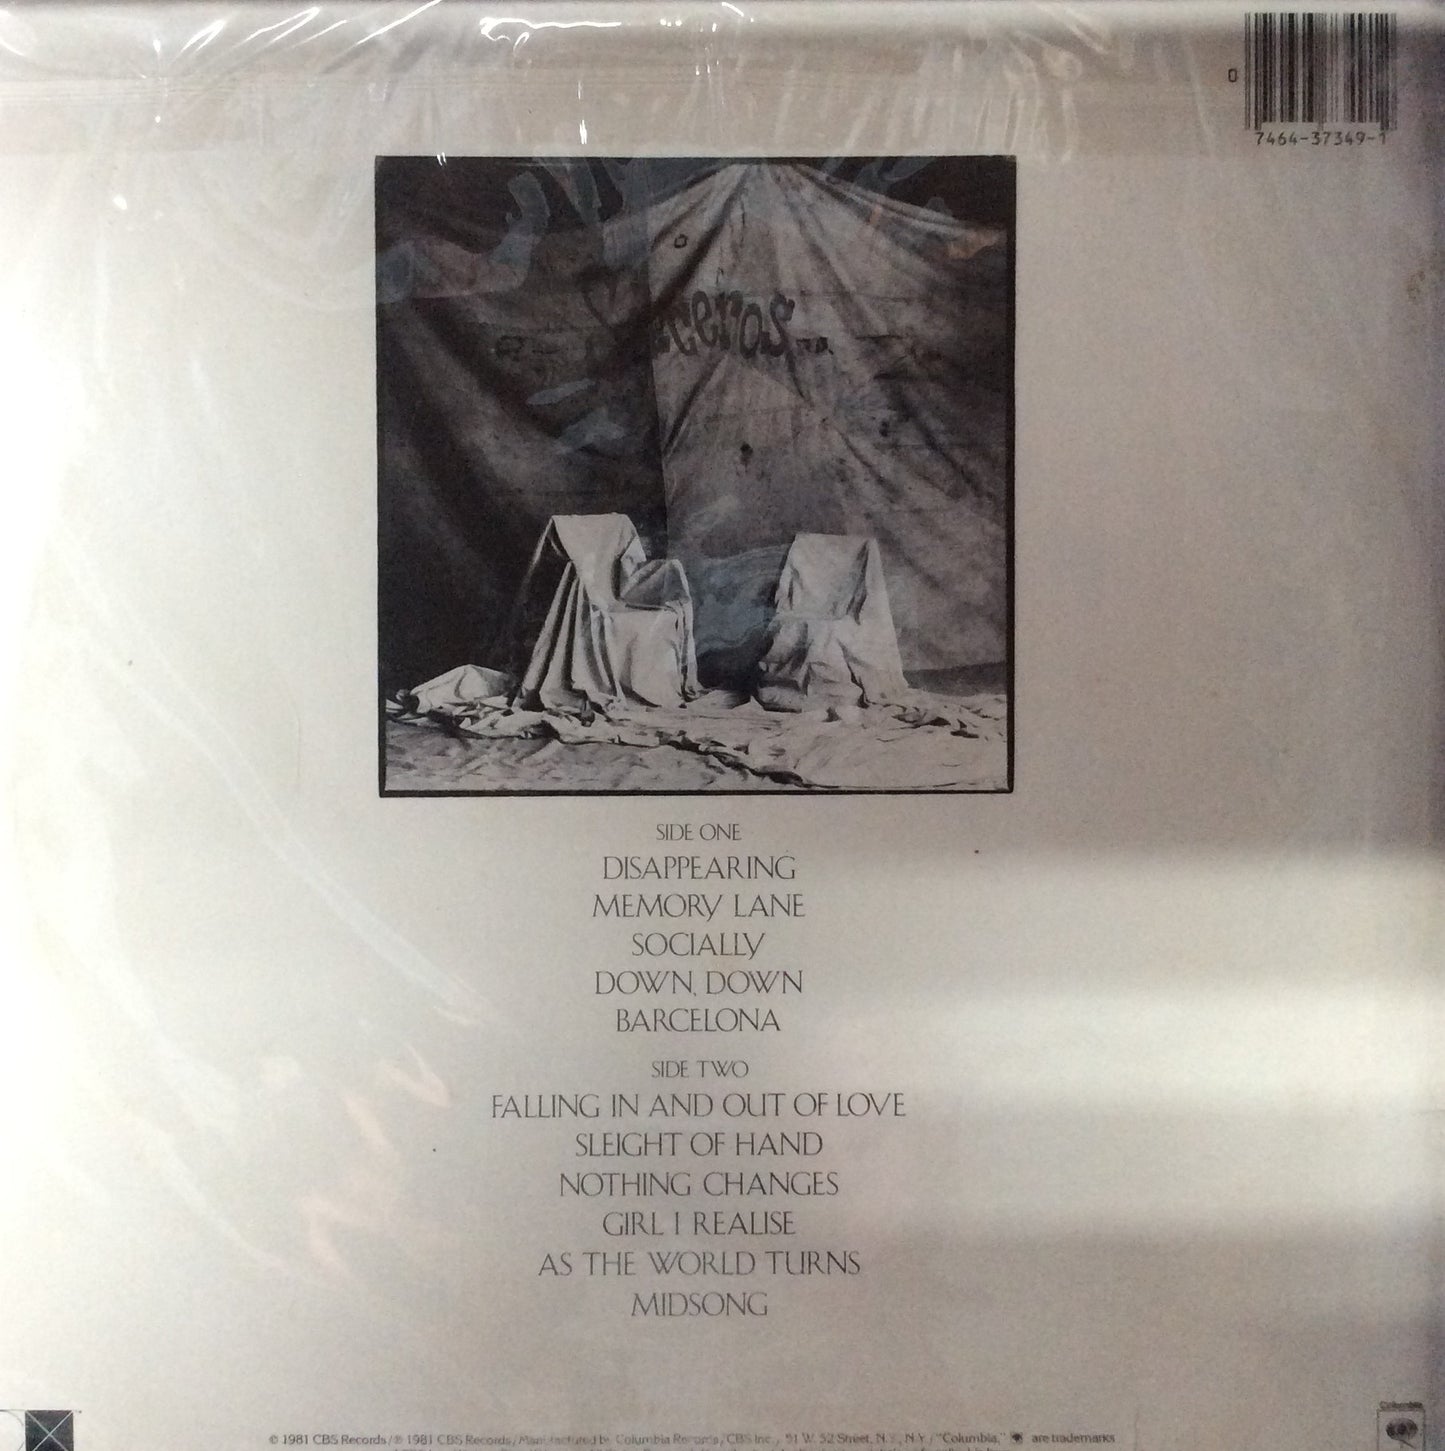 0
7464-37349-1
SIDE ONE
DISAPPEARING
MEMORY LANE
SOCIALLY
DOWN, DOWN
BARCELONA
SIDE TWO
FALLING IN AND OUT OF LOVE
SLEIGHT OF HAND
NOTHING CHANGES
GIRL I REALISE
AS THE WORLD TURNS
MIDSONG
Columbia
© 1981 CBS Records/℗ 1981 CBS Records/Manufactured by Columbia Records/CBS Inc., 51 W. 52 Street, N.Y., N.Y./"Columbia," are trademarks